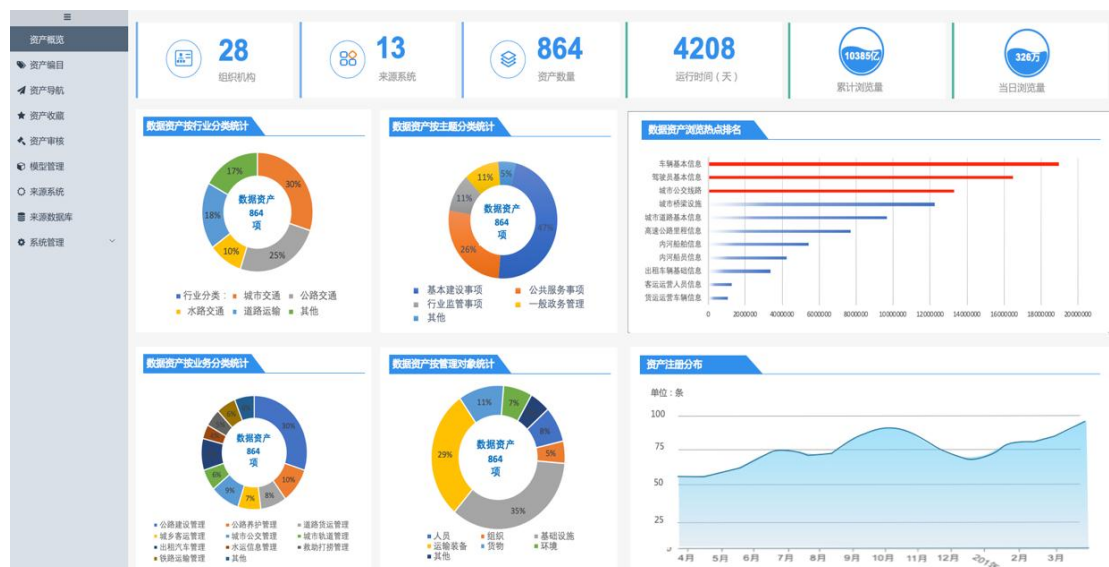 资产概览
资产编目
资产导航
资产收藏
资产审核
模型管理
来源系统
来源数据库
系统管理
28
组织机构
13
来源系统
864
资产数量
4208
运行时间（天）
10385亿
累计浏览量
326万
当日浏览量
数据资产按行业分类统计
17%
30%
18%
10%
25%
数据资产
864
项
行业分类： 城市交通 公路交通
水路交通 道路运输 其他
数据资产按主题分类统计
11% 5%
11%
47%
26%
数据资产
864
项
基本建设事项 公共服务事项
行业监管事项 一般政务管理
其他
数据资产浏览热点排名
车辆基本信息
驾驶员基本信息
城市公交线路
城市桥梁设施
城市道路基本信息
高速公路里程信息
内河船舶信息
内河船员信息
出租车辆基础信息
客运运营人员信息
货运运营车辆信息
0 2000000 4000000 6000000 8000000 10000000 12000000 14000000 16000000 18000000 20000000
数据资产按业务分类统计
6%
30%
10%
8%
7%
9%
6%
数据资产
864
项
公路建设管理 公路养护管理 道路货运管理
城乡客运管理 城市公交管理 城市轨道管理
出租汽车管理 水运信息管理 救助打捞管理
铁路运输管理 其他
数据资产按管理对象统计
11% 7%
8%
5%
29%
35%
数据资产
864
项
人员 组织 基础设施
运输装备 货物 环境
其他
资产注册分布
单位：条
100
75
50
25
4月 5月 6月 7月 8月 9月 10月 11月 12月 2月 3月